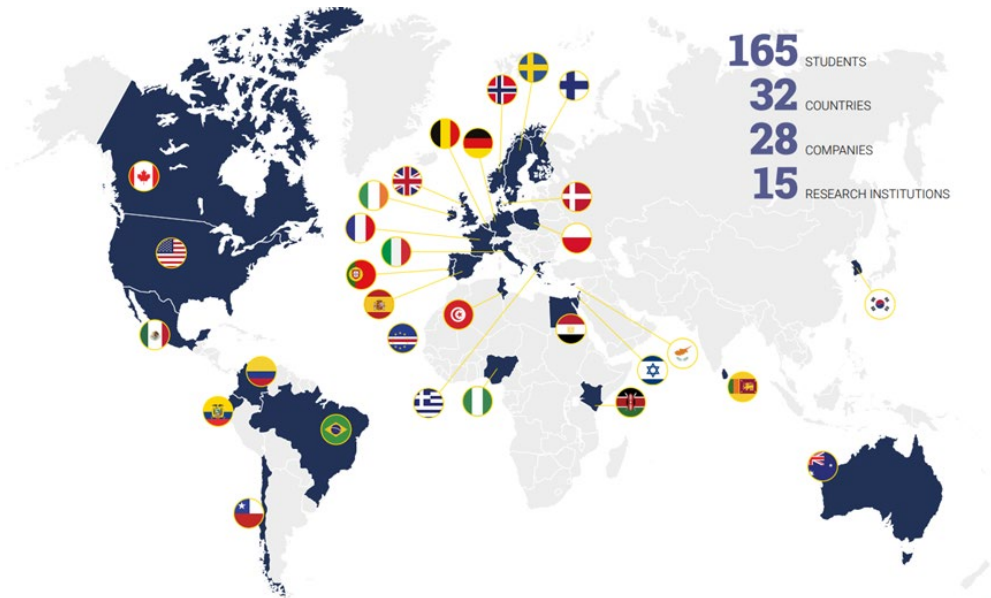 165 STUDENTS
32 COUNTRIES
28 COMPANIES
15 RESEARCH INSTITUTIONS